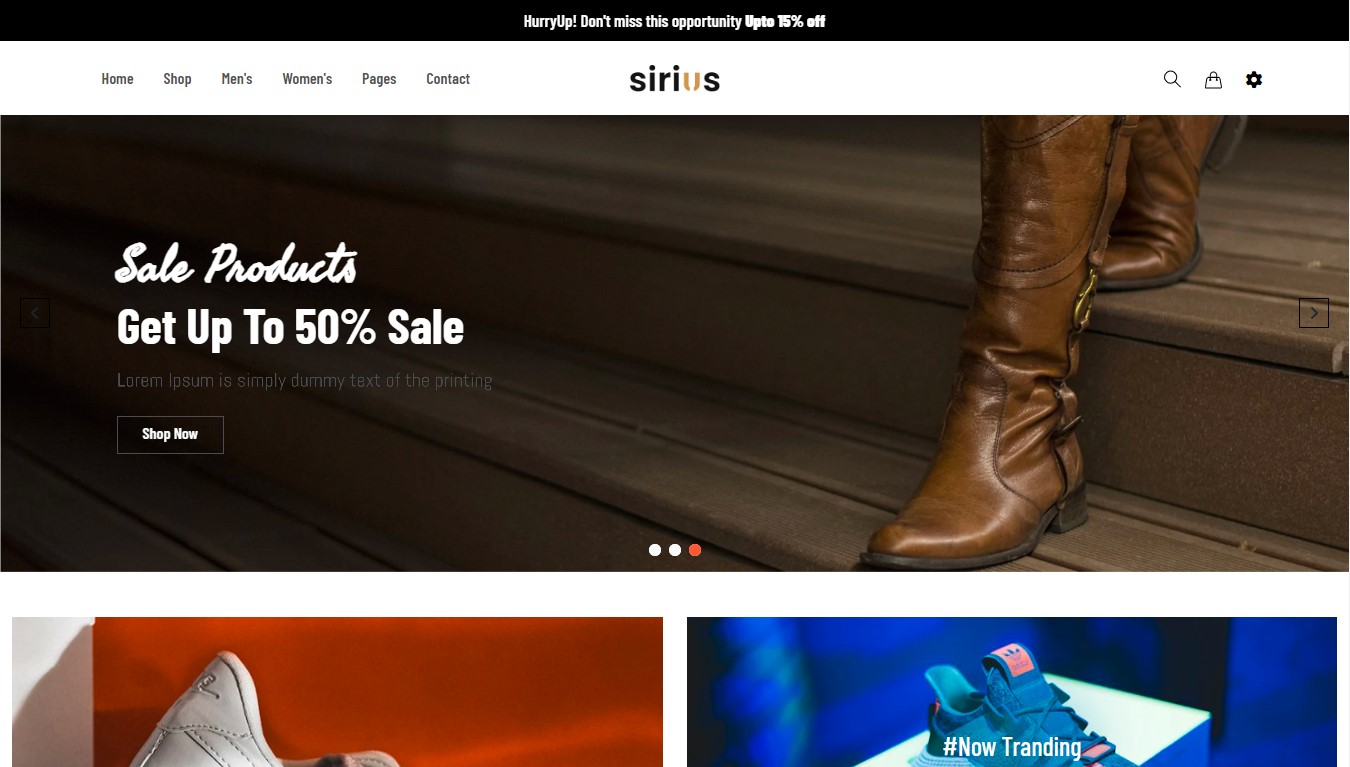 HurryUp! Don't miss this opportunity Upto 15% off
Home Shop Men's Women's Pages Contact
sirius
Sale Products
Get Up To 50% Sale
Lorem Ipsum is simply dummy text of the printing
Shop Now
#Now Tranding